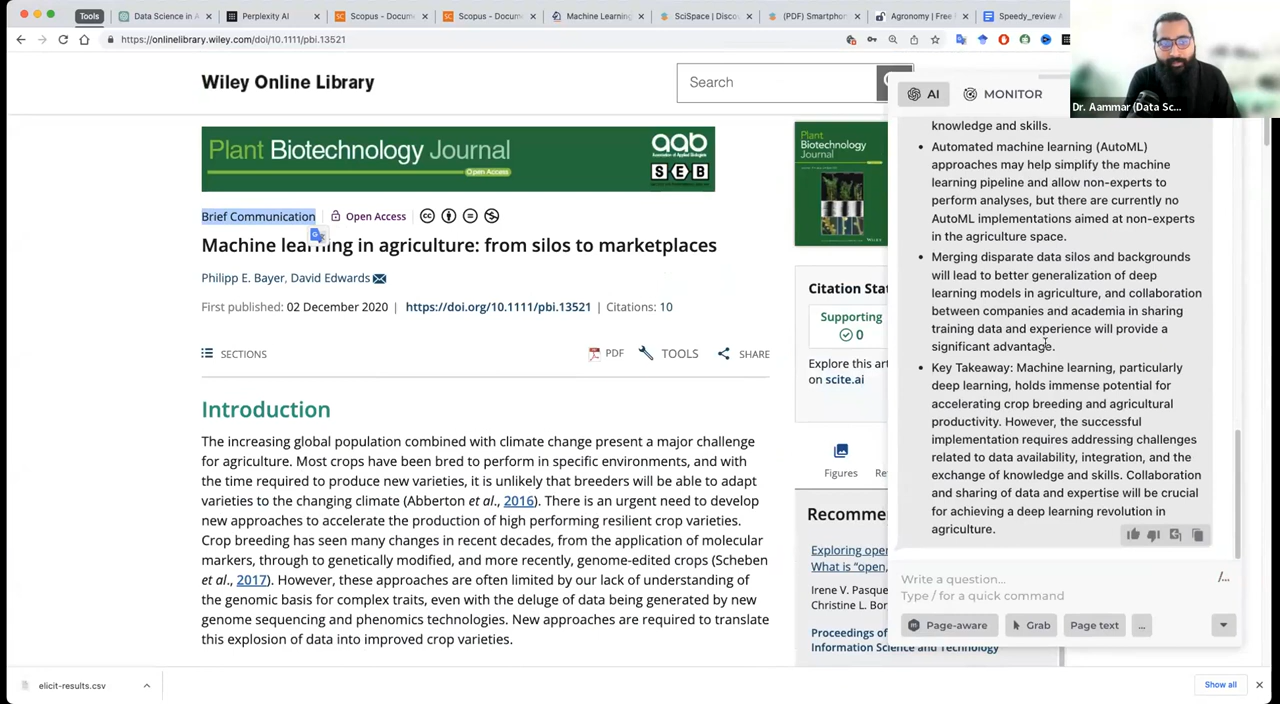 Tools
Data Science in A
Perplexity AI
Scopus - Docume
Scopus - Docume
Machine Learning
SciSpace | Disco
(PDF) Smartphon
Agronomy | Free
Speedy_review A
https://onlinelibrary.wiley.com/doi/10.1111/pbi.13521
Dr. Aammar (Data Sc...
Wiley Online Library
Search
Plant Biotechnology Journal
Open Access
aab
Association of Applied Biologists
SEB
Plant
Biotechnology
Journal
WILEY
Brief Communication
Open Access
Machine learning in agriculture: from silos to marketplaces
Philipp E. Bayer, David Edwards
First published: 02 December 2020 | https://doi.org/10.1111/pbi.13521 | Citations: 10
SECTIONS
PDF
TOOLS
SHARE
Introduction
The increasing global population combined with climate change present a major challenge
for agriculture. Most crops have been bred to perform in specific environments, and with
the time required to produce new varieties, it is unlikely that breeders will be able to adapt
varieties to the changing climate (Abberton et al., 2016). There is an urgent need to develop
new approaches to accelerate the production of high performing resilient crop varieties.
Crop breeding has seen many changes in recent decades, from the application of molecular
markers, through to genetically modified, and more recently, genome-edited crops (Scheben
et al., 2017). However, these approaches are often limited by our lack of understanding of
the genomic basis for complex traits, even with the deluge of data being generated by new
genome sequencing and phenomics technologies. New approaches are required to translate
this explosion of data into improved crop varieties.
Citation Sta
Supporting
0
Explore this ar
on scite.ai
Figures
Re
Recomme
Exploring open
What is "open,
Irene V. Pasque
Christine L. Bor
Proceedings of
Information Science and Technology
AI
MONITOR
knowledge and skills.
• Automated machine learning (AutoML)
approaches may help simplify the machine
learning pipeline and allow non-experts to
perform analyses, but there are currently no
AutoML implementations aimed at non-experts
in the agriculture space.
• Merging disparate data silos and backgrounds
will lead to better generalization of deep
learning models in agriculture, and collaboration
between companies and academia in sharing
training data and experience will provide a
significant advantage.
• Key Takeaway: Machine learning, particularly
deep learning, holds immense potential for
accelerating crop breeding and agricultural
productivity. However, the successful
implementation requires addressing challenges
related to data availability, integration, and the
exchange of knowledge and skills. Collaboration
and sharing of data and expertise will be crucial
for achieving a deep learning revolution in
agriculture.
Write a question...
Type / for a quick command
/...
Page-aware
Grab
Page text
...
elicit-results.csv
Show all